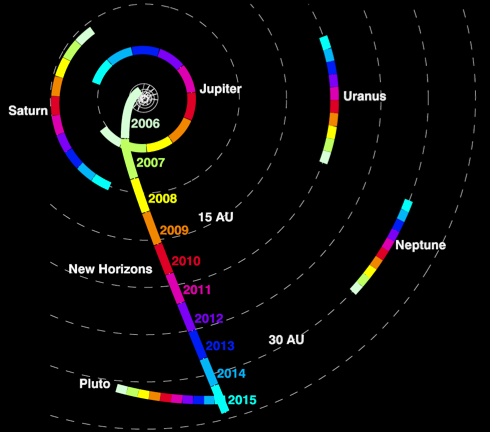 Jupiter
Saturn
Uranus
2006
2007
2008
2009
15 AU
Neptune
New Horizons
2010
2011
2012
2013
30 AU
2014
Pluto
2015